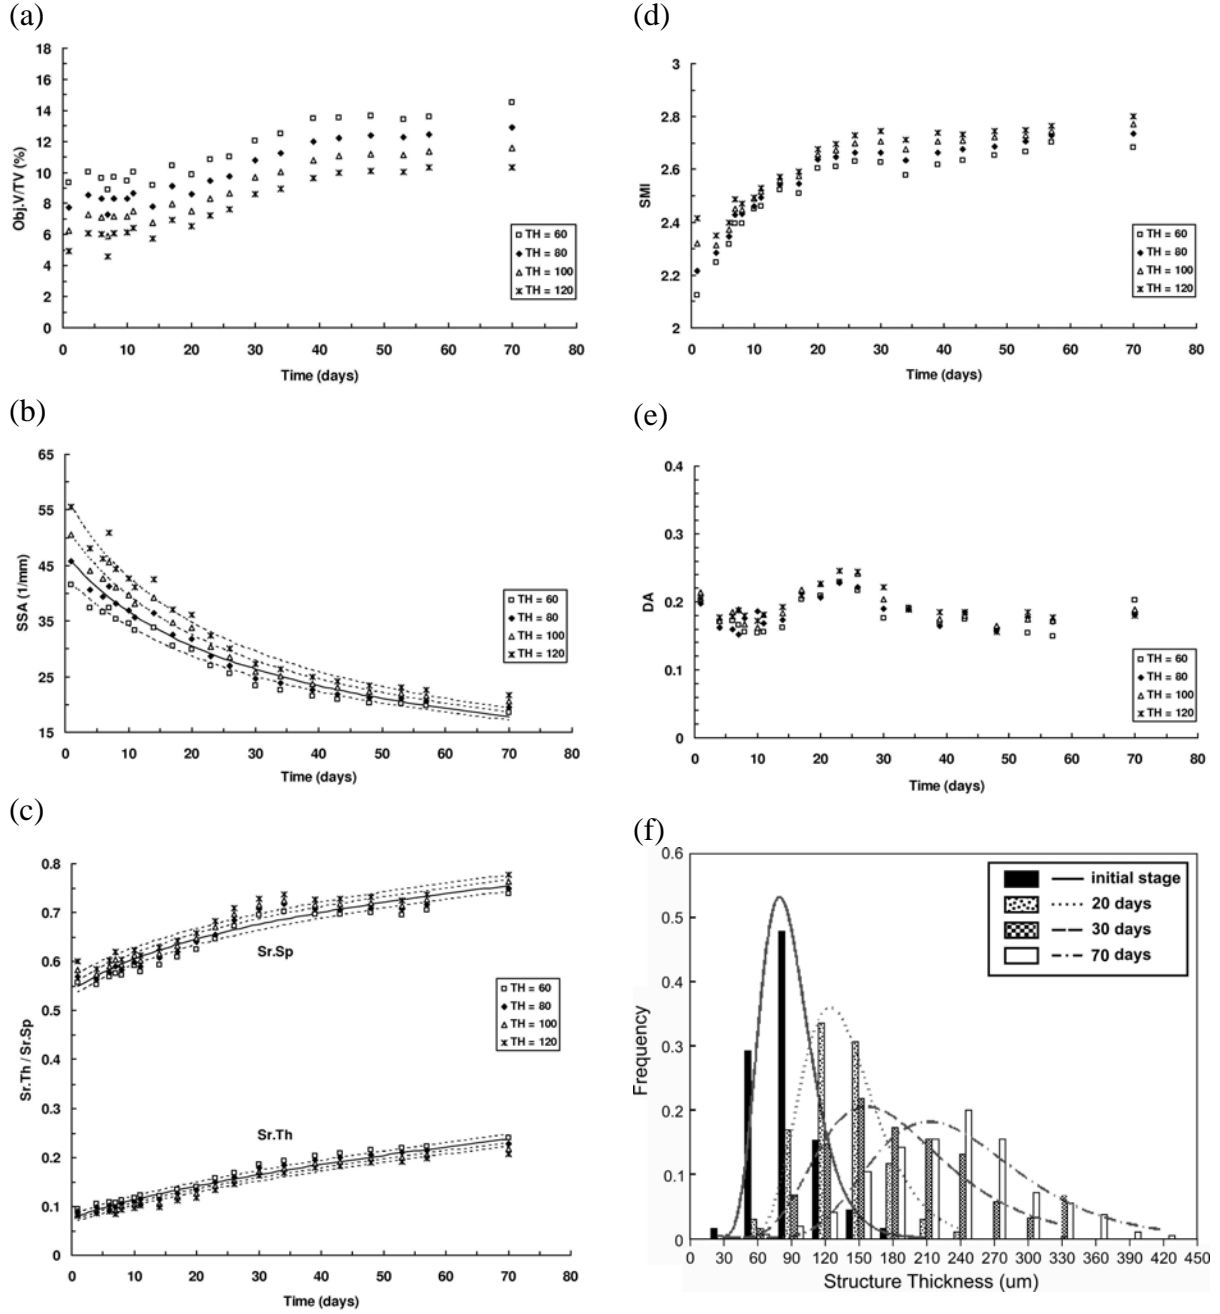 (a)
18
16
14
12
10
8
6
4
2
0
Obj.V/TV (%)
TH = 60
TH = 80
TH = 100
TH = 120
0 10 20 30 40 50 60 70 80
Time (days)
(b)
65
55
45
35
25
15
SSA (1/mm)
TH = 60
TH = 80
TH = 100
TH = 120
0 10 20 30 40 50 60 70 80
Time (days)
(c)
0.8
0.7
0.6
0.5
0.4
0.3
0.2
0.1
0
Sr.Th / Sr.Sp
Sr.Sp
TH = 60
TH = 80
TH = 100
TH = 120
Sr.Th
0 10 20 30 40 50 60 70 80
Time (days)
(d)
3
2.8
2.6
2.4
2.2
2
SMI
TH = 60
TH = 80
TH = 100
TH = 120
0 10 20 30 40 50 60 70 80
Time (days)
(e)
0.4
0.3
0.2
0.1
0
DA
TH = 60
TH = 80
TH = 100
TH = 120
0 10 20 30 40 50 60 70 80
Time (days)
(f)
0.6
0.5
0.4
0.3
0.2
0.1
0
Frequency
initial stage
20 days
30 days
70 days
0 30 60 90 120 150 180 210 240 270 300 330 360 390 420 450
Structure Thickness (um)